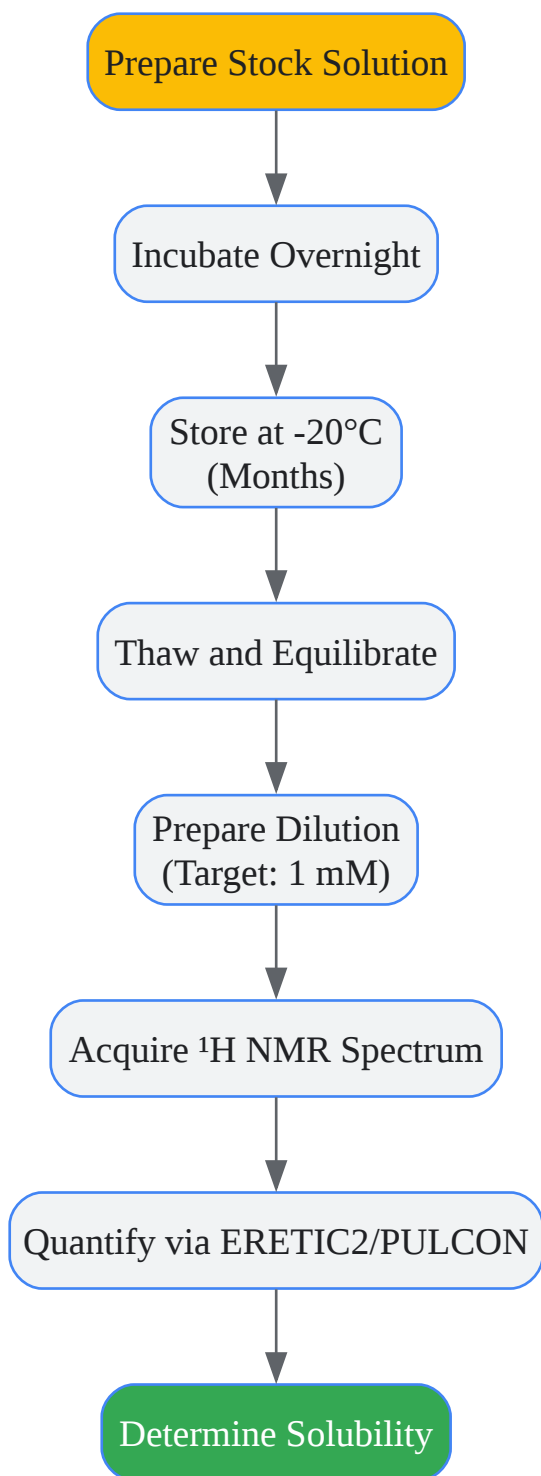 Prepare Stock Solution
Incubate Overnight
Store at -20°C
(Months)
Thaw and Equilibrate
Prepare Dilution
(Target: 1 mM)
Acquire ¹H NMR Spectrum
Quantify via ERETIC2/PULCON
Determine Solubility